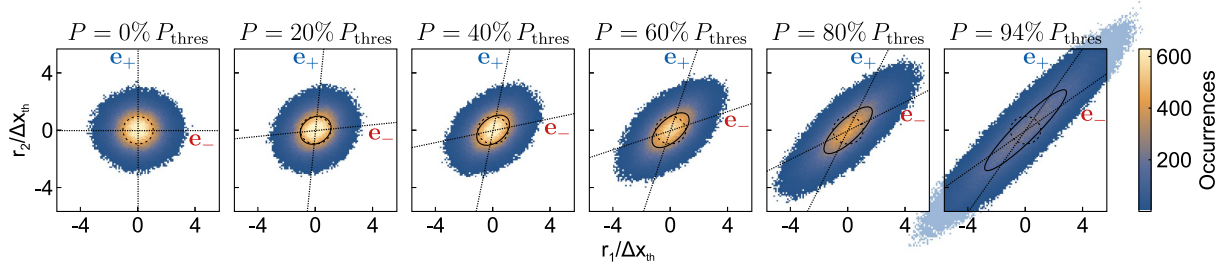 P = 0% P_thres
P = 20% P_thres
P = 40% P_thres
P = 60% P_thres
P = 80% P_thres
P = 94% P_thres
e₊
e₊
e₊
e₊
e₊
e₊
e₋
e₋
e₋
e₋
e₋
e₋
r₂/Δx_th
4
0
-4
-4 0 4
-4 0 4
-4 0 4
-4 0 4
-4 0 4
-4 0 4
r₁/Δx_th
600
400
200
Occurrences